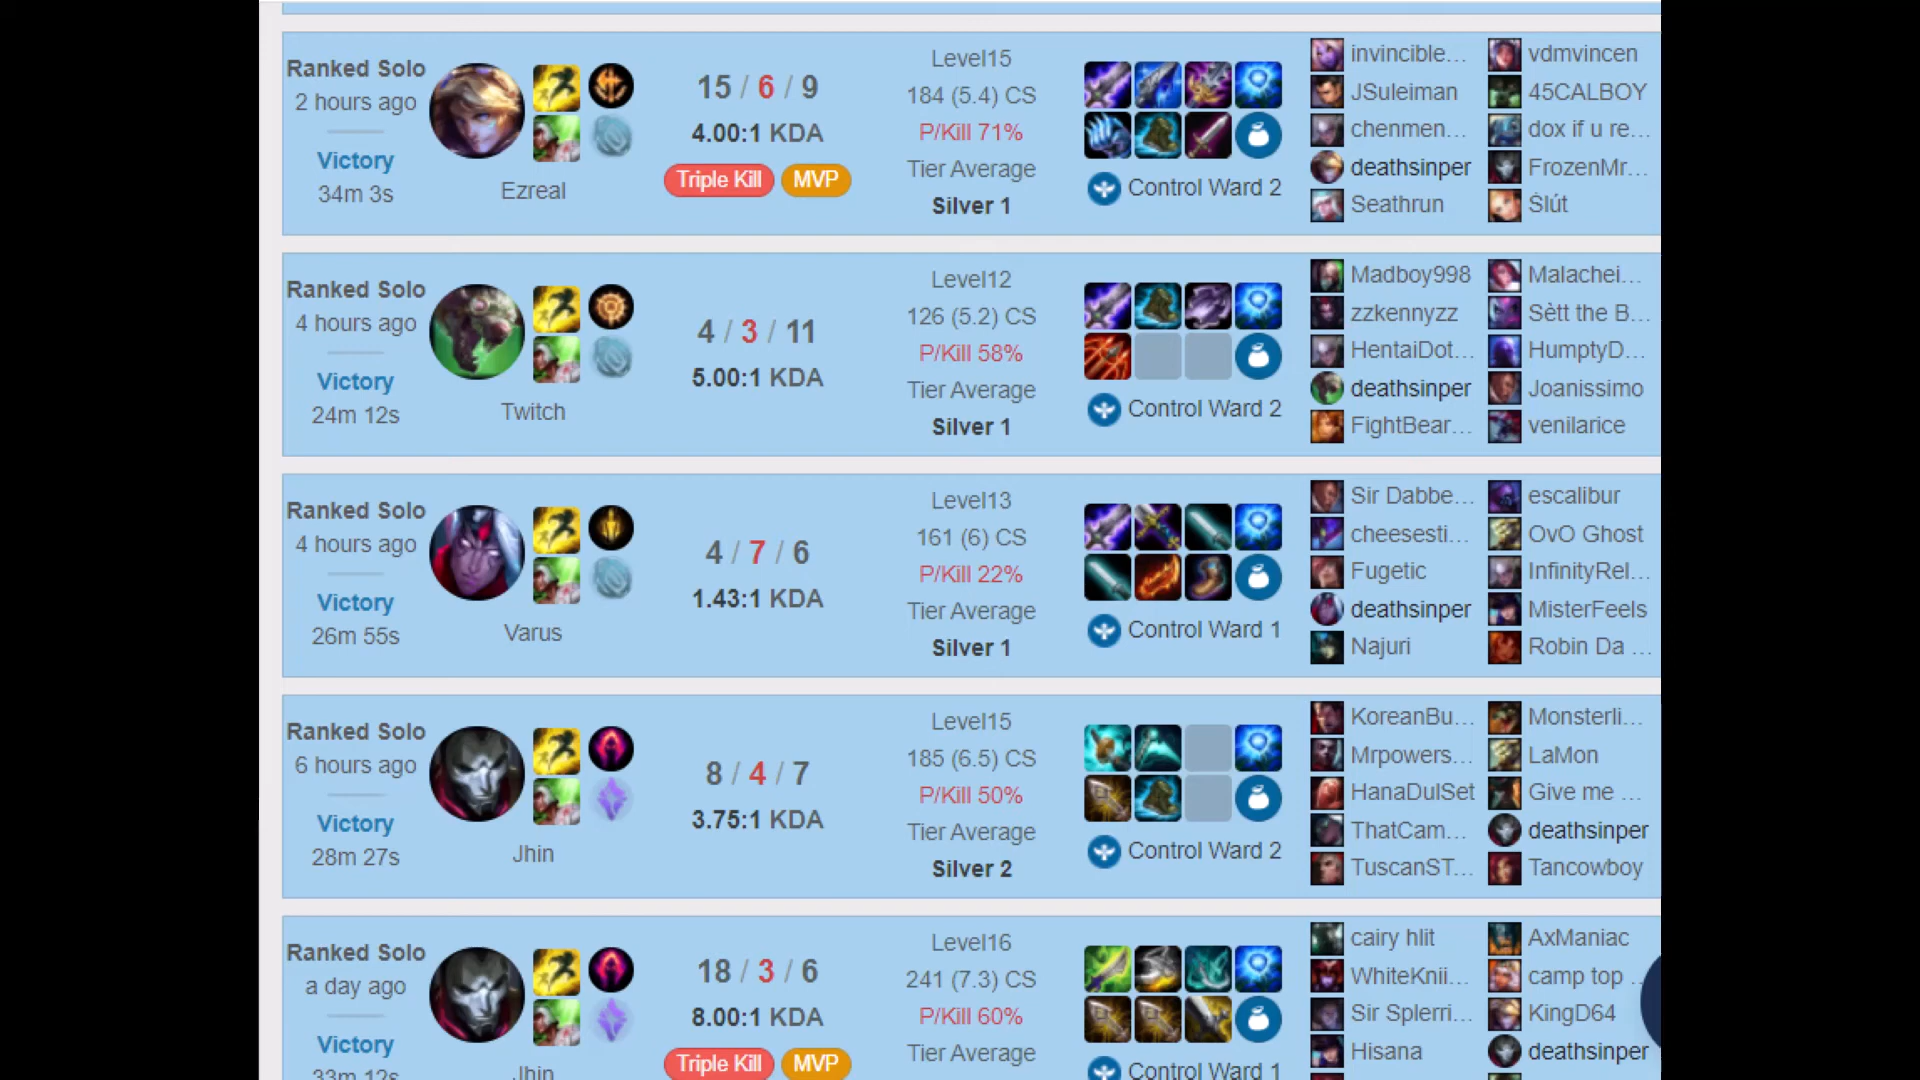 Ranked Solo
2 hours ago
Victory
34m 3s
Ezreal
15 / 6 / 9
4.00:1 KDA
Triple Kill MVP
Level15
184 (5.4) CS
P/Kill 71%
Tier Average
Silver 1
Control Ward 2
invincible... vdmvincen
JSuleiman 45CALBOY
chenmen... dox if u re...
deathsinper FrozenMr...
Seathrun Šlút
Ranked Solo
4 hours ago
Victory
24m 12s
Twitch
4 / 3 / 11
5.00:1 KDA
Level12
126 (5.2) CS
P/Kill 58%
Tier Average
Silver 1
Control Ward 2
Madboy998 Malachei...
zzkennyzz Sètt the B...
HentaiDot... HumptyD...
deathsinper Joanissimo
FightBear... venilarice
Ranked Solo
4 hours ago
Victory
26m 55s
Varus
4 / 7 / 6
1.43:1 KDA
Level13
161 (6) CS
P/Kill 22%
Tier Average
Silver 1
Control Ward 1
Sir Dabbe... escalibur
cheesesti... OvO Ghost
Fugetic InfinityRel...
deathsinper MisterFeels
Najuri Robin Da ...
Ranked Solo
6 hours ago
Victory
28m 27s
Jhin
8 / 4 / 7
3.75:1 KDA
Level15
185 (6.5) CS
P/Kill 50%
Tier Average
Silver 2
Control Ward 2
KoreanBu... Monsterli...
Mrpowers... LaMon
HanaDulSet Give me ...
ThatCam... deathsinper
TuscanST... Tancowboy
Ranked Solo
a day ago
Victory
33m 12s
Jhin
18 / 3 / 6
8.00:1 KDA
Triple Kill MVP
Level16
241 (7.3) CS
P/Kill 60%
Tier Average
Control Ward 1
cairy hlit AxManiac
WhiteKnii... camp top ...
Sir Splerri... KingD64
Hisana deathsinper